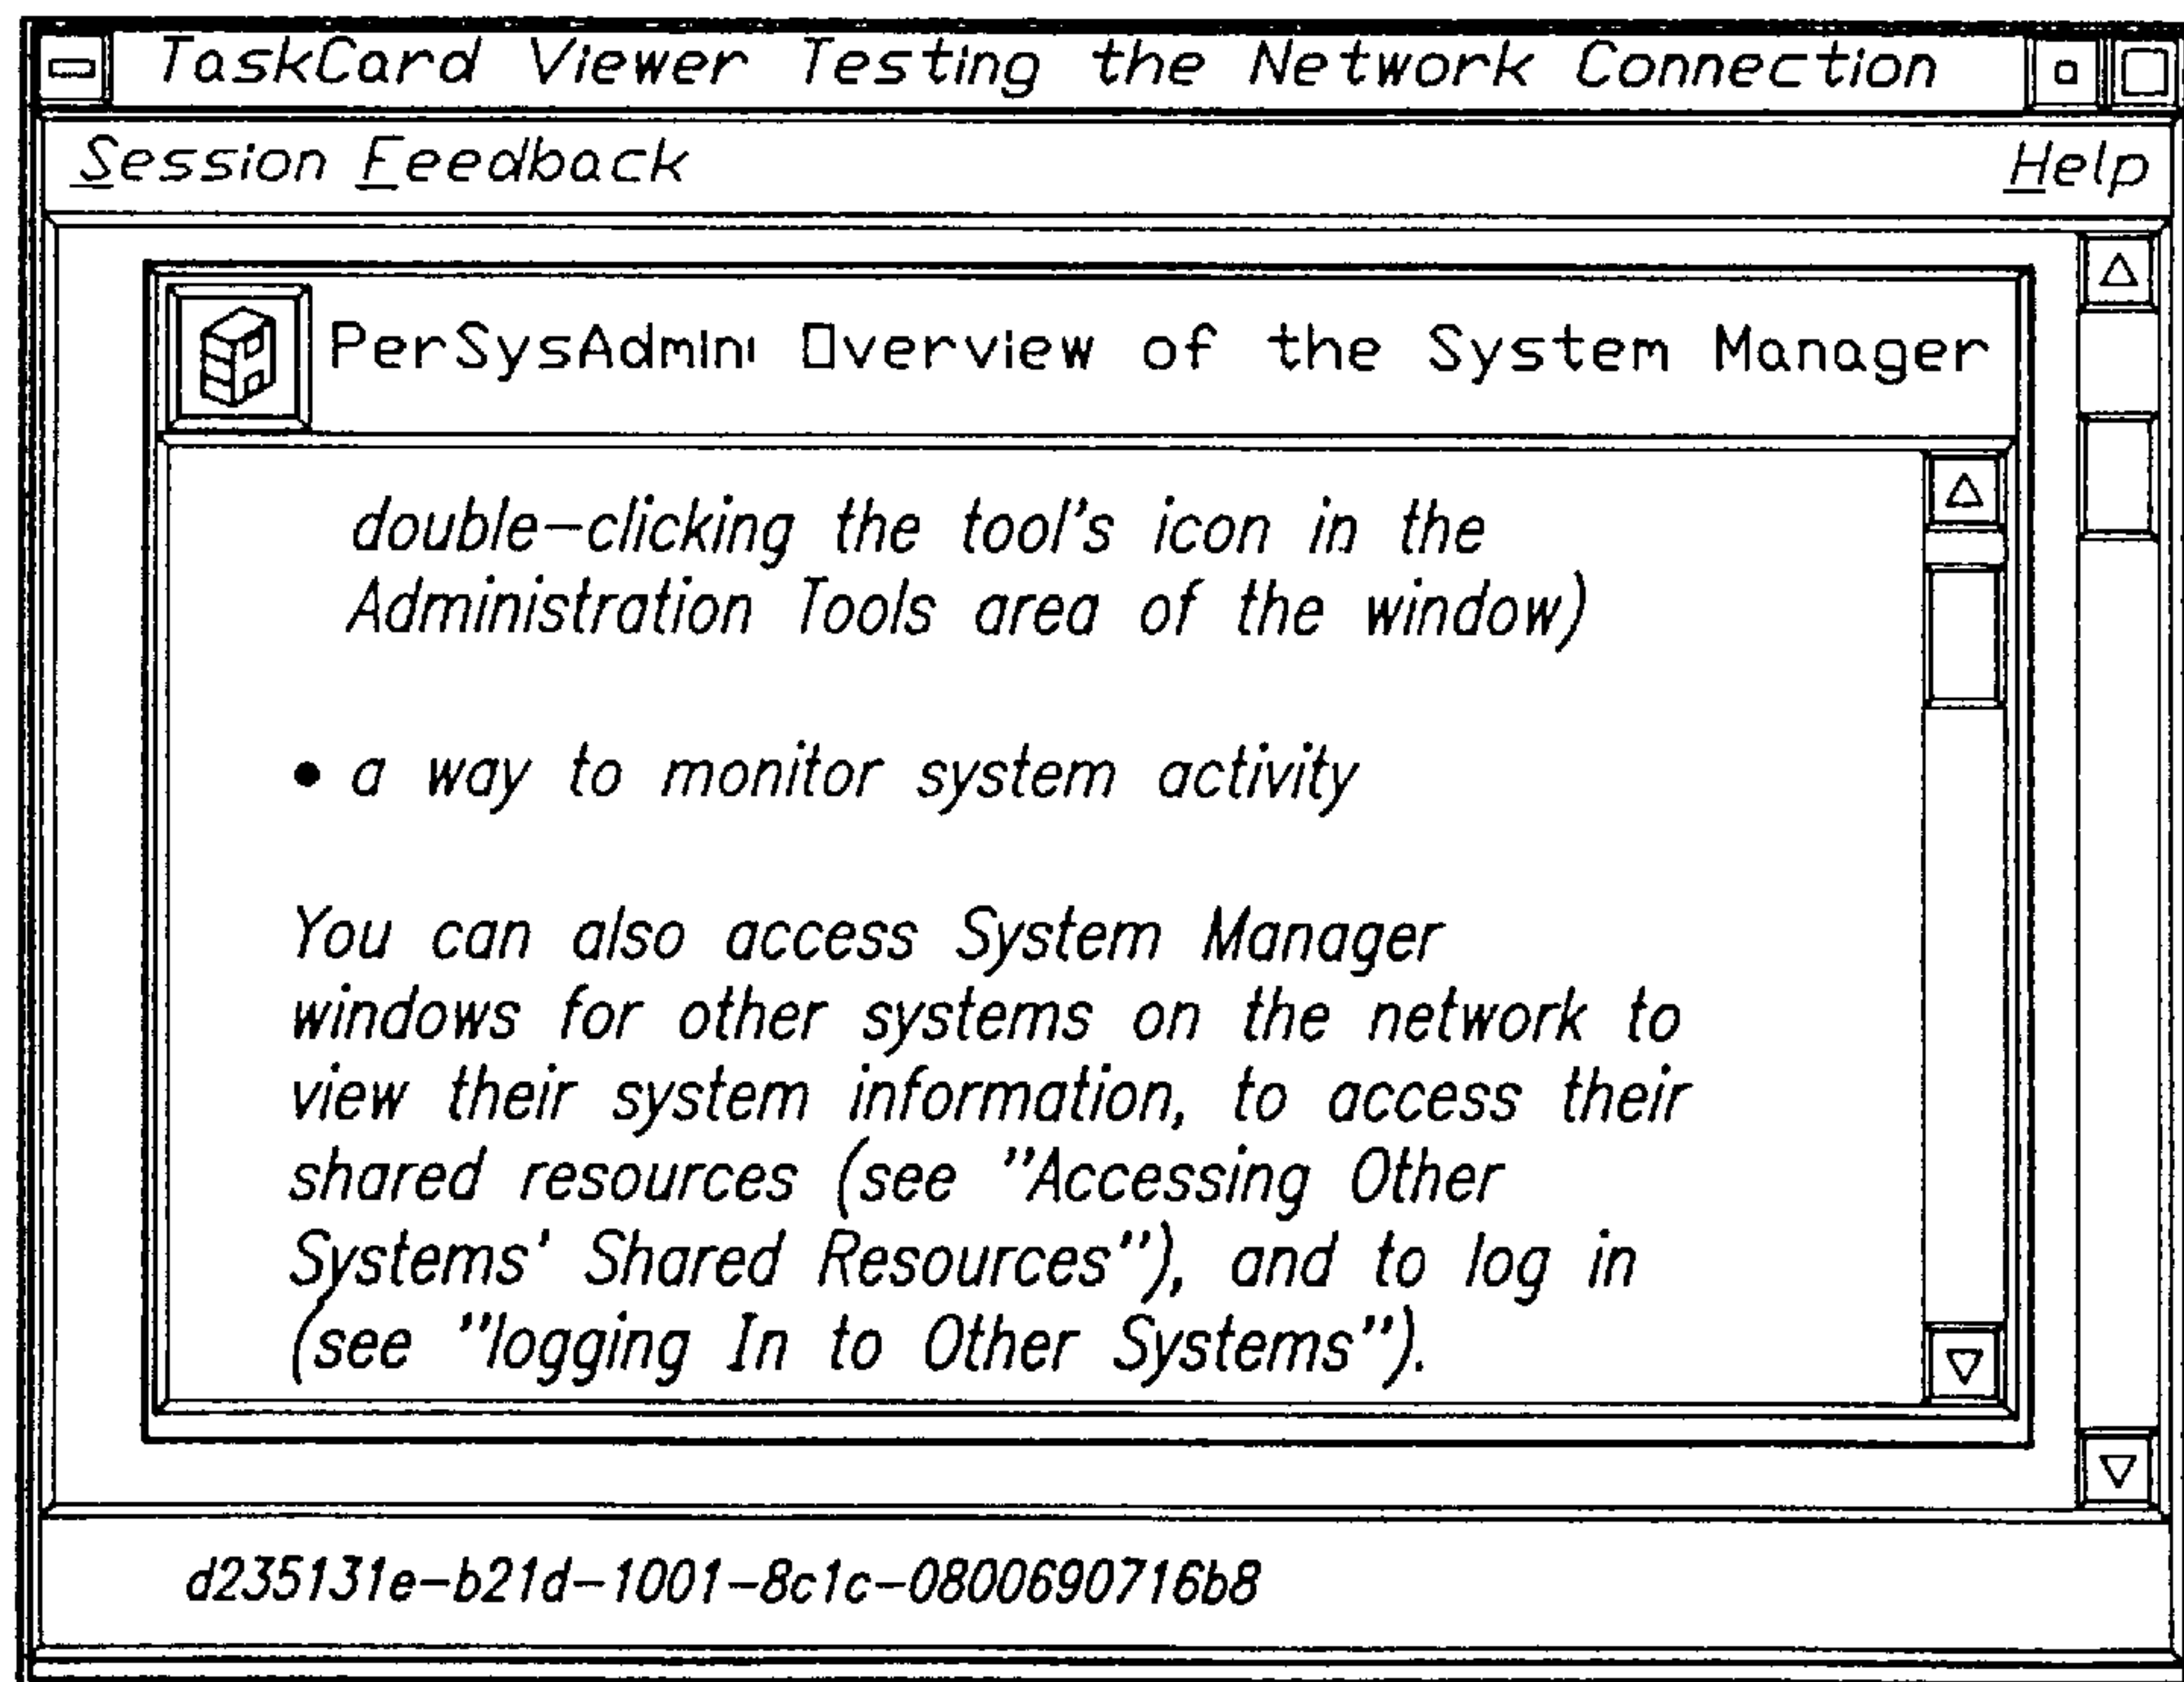 TaskCard Viewer Testing the Network Connection
Session Feedback Help
PerSysAdmini Overview of the System Manager
double-clicking the tool's icon in the
Administration Tools area of the window)
• a way to monitor system activity
You can also access System Manager
windows for other systems on the network to
view their system information, to access their
shared resources (see "Accessing Other
Systems' Shared Resources"), and to log in
(see "logging In to Other Systems").
d235131e-b21d-1001-8c1c-0800690716b8